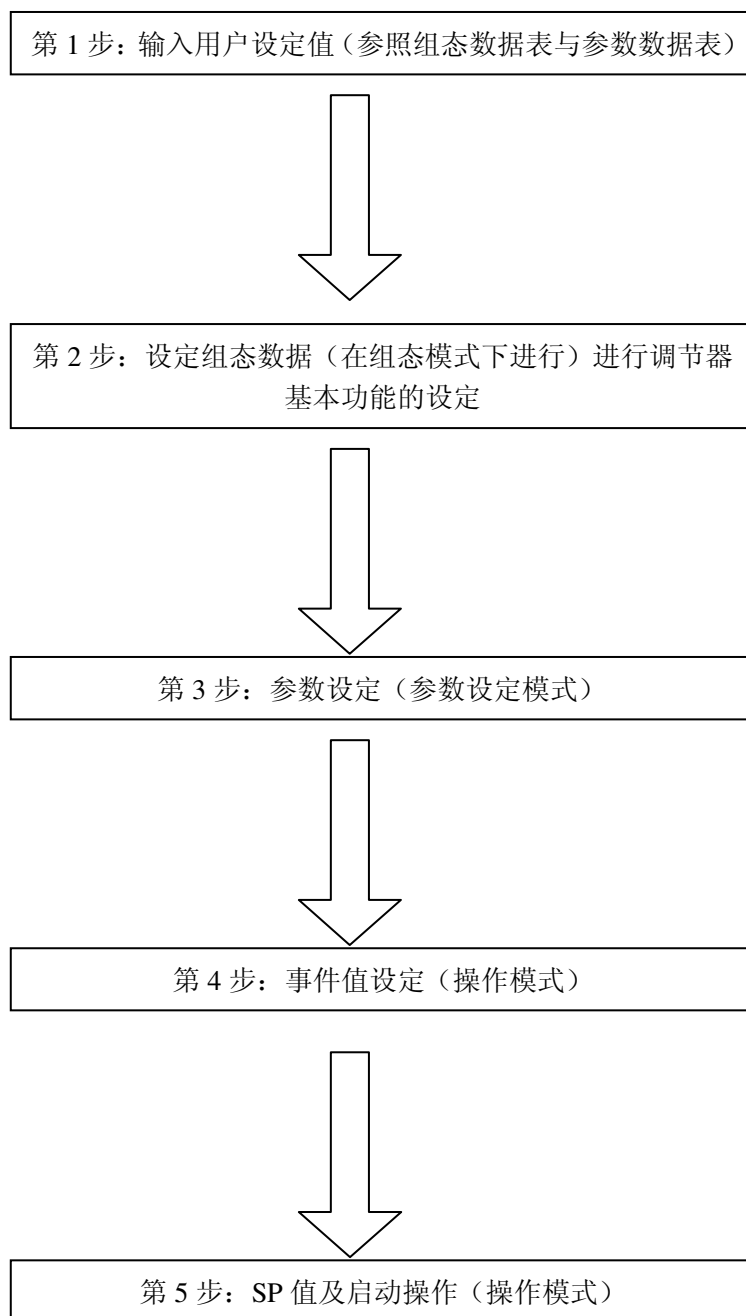 第 1 步：输入用户设定值（参照组态数据表与参数数据表）
第 2 步：设定组态数据（在组态模式下进行）进行调节器
基本功能的设定
第 3 步：参数设定（参数设定模式）
第 4 步：事件值设定（操作模式）
第 5 步：SP 值及启动操作（操作模式）